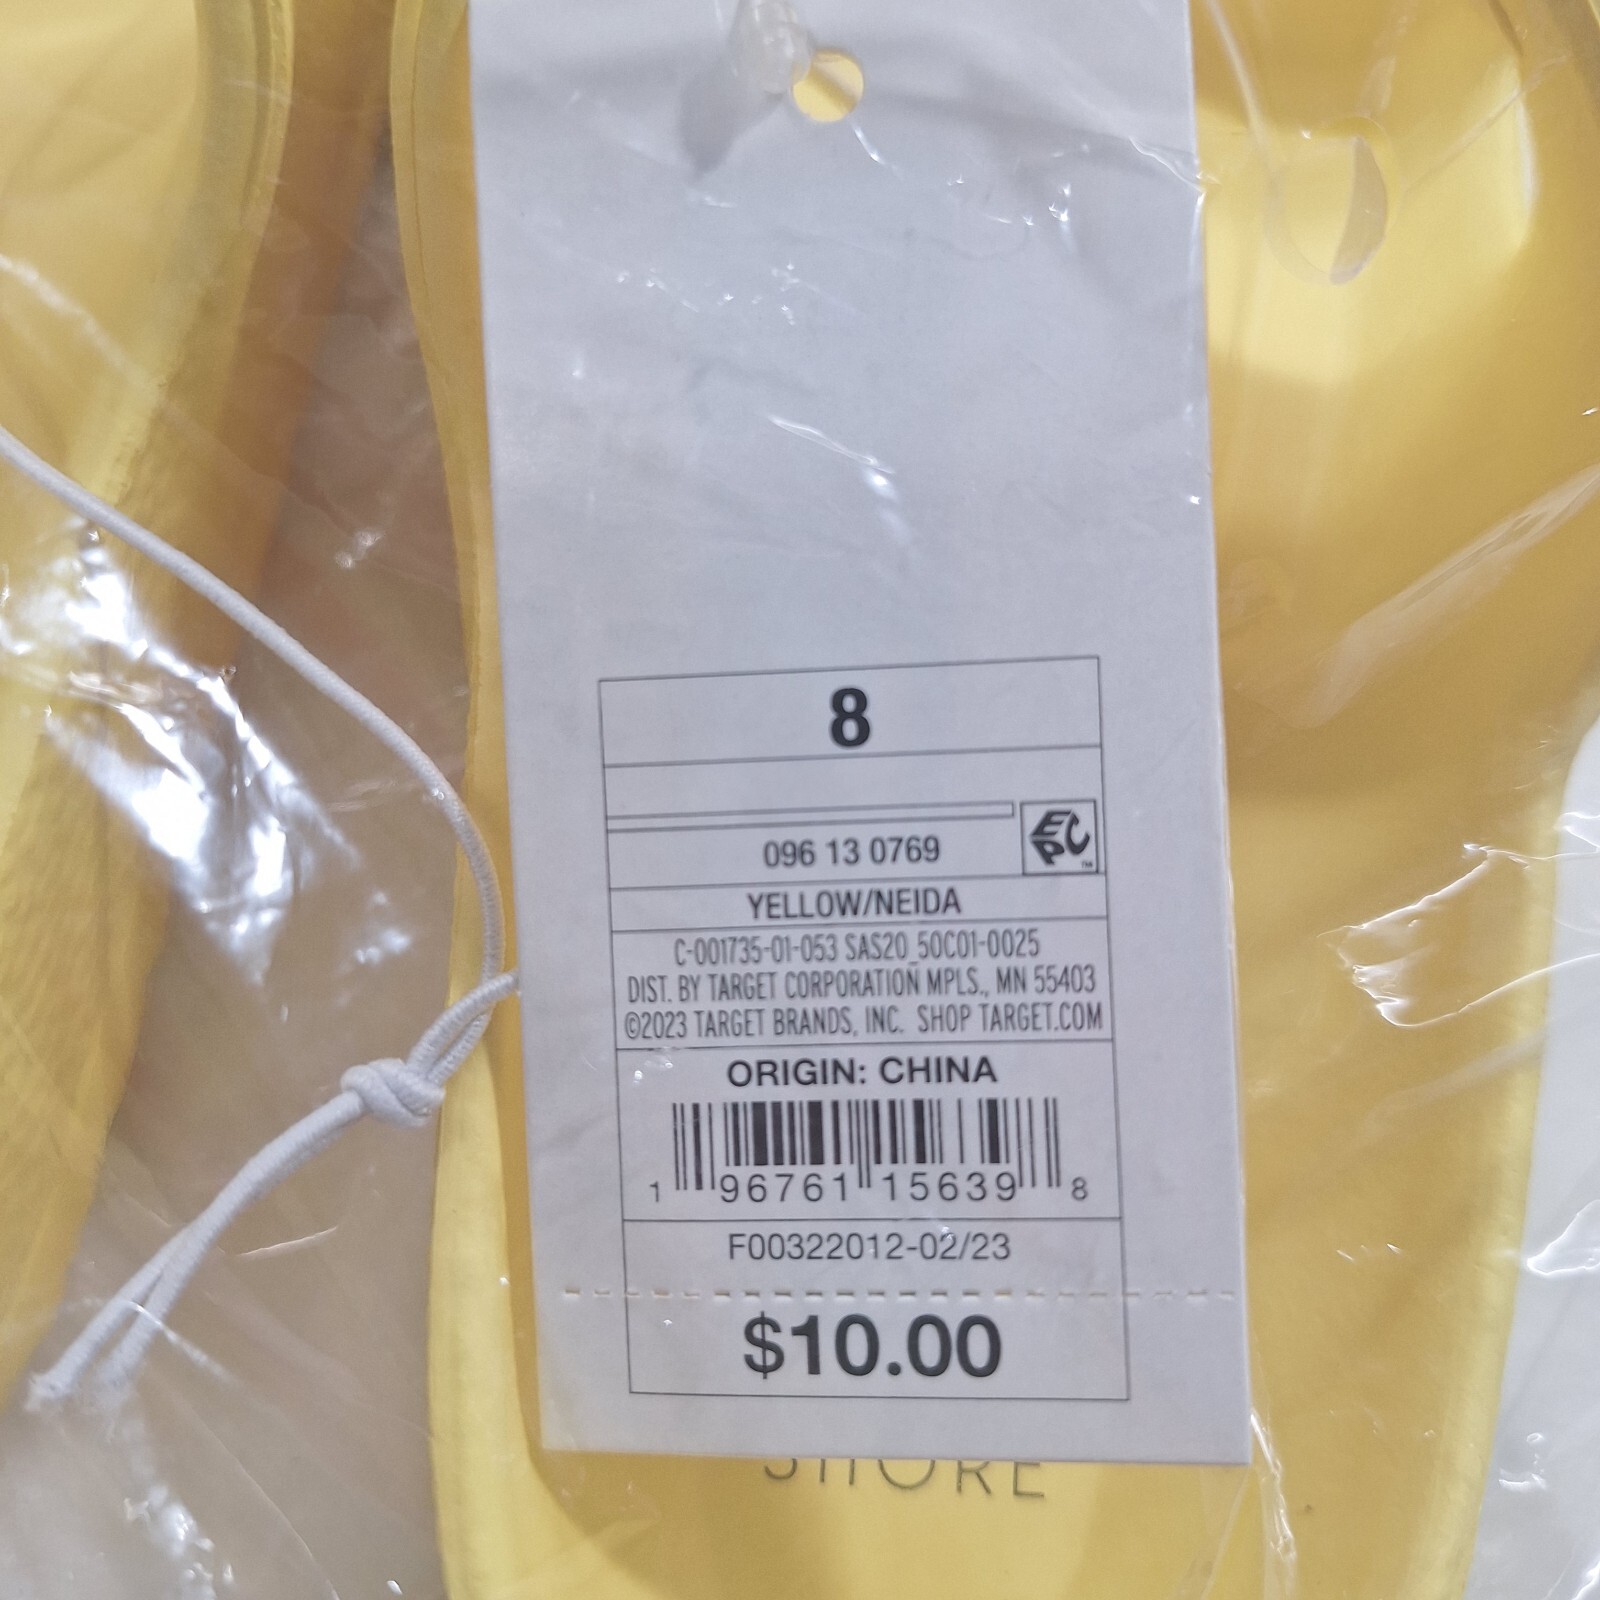 8
096 13 0769
EPC™
YELLOW/NEIDA
C-001735-01-053 SAS20_50C01-0025
DIST. BY TARGET CORPORATION MPLS., MN 55403
©2023 TARGET BRANDS, INC. SHOP TARGET.COM
ORIGIN: CHINA
1 96761 15639 8
F00322012-02/23
$10.00
SHORE